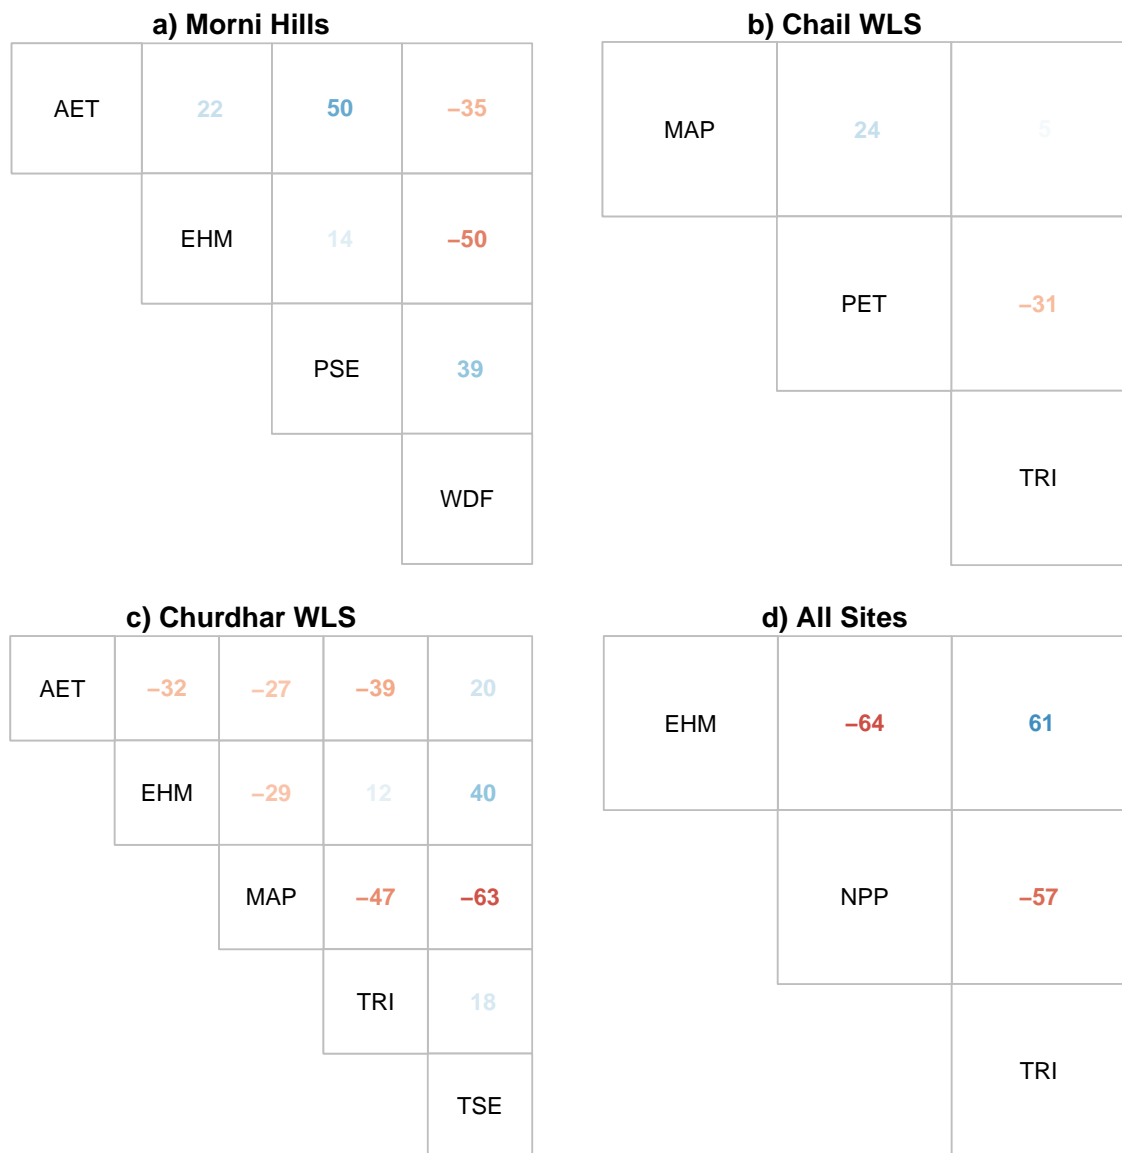 a) Morni Hills
AET 22 50 −35
EHM 14 −50
PSE 39
WDF
b) Chail WLS
MAP 24 5
PET −31
TRI
c) Churdhar WLS
AET −32 −27 −39 20
EHM −29 12 40
MAP −47 −63
TRI 18
TSE
d) All Sites
EHM −64 61
NPP −57
TRI